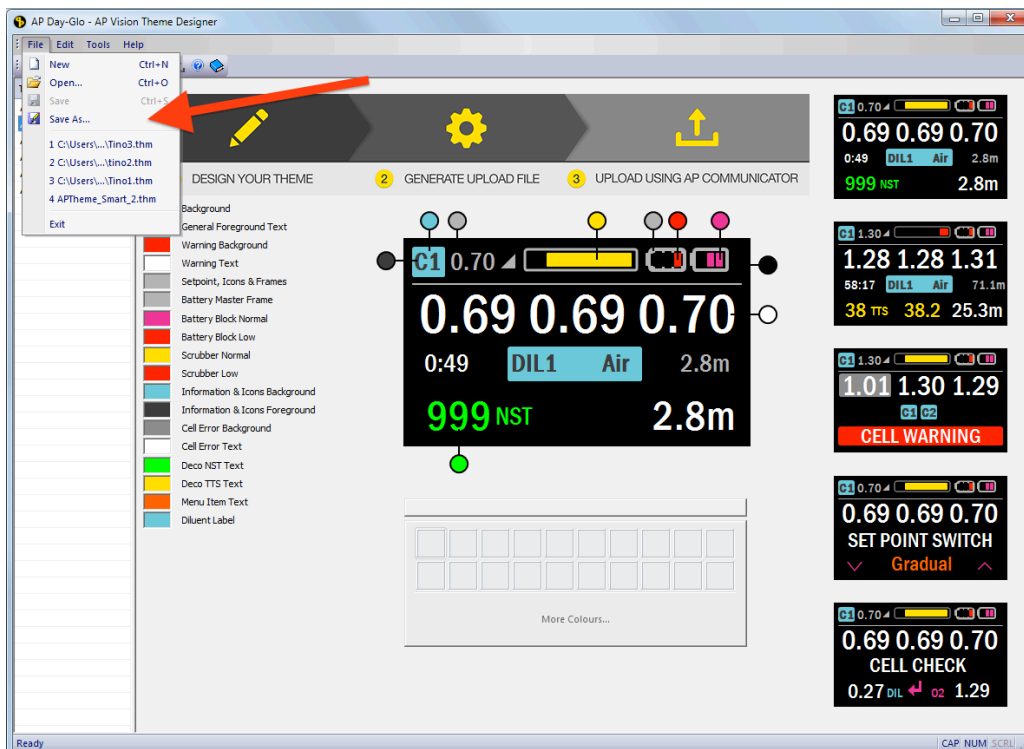 AP Day-Glo - AP Vision Theme Designer
File Edit Tools Help
New Ctrl+N
Open... Ctrl+O
Save Ctrl+S
Save As...
1 C:\Users\...\Tino3.thm
2 C:\Users\...\tino2.thm
3 C:\Users\...\Tino1.thm
4 APTheme_Smart_2.thm
Exit
DESIGN YOUR THEME
2 GENERATE UPLOAD FILE
3 UPLOAD USING AP COMMUNICATOR
Background
General Foreground Text
Warning Background
Warning Text
Setpoint, Icons & Frames
Battery Master Frame
Battery Block Normal
Battery Block Low
Scrubber Normal
Scrubber Low
Information & Icons Background
Information & Icons Foreground
Cell Error Background
Cell Error Text
Deco NST Text
Deco TTS Text
Menu Item Text
Diluent Label
C1 0.70
0.69 0.69 0.70
0:49 DIL1 Air 2.8m
999 NST 2.8m
More Colours...
C1 0.70
0.69 0.69 0.70
0:49 DIL1 Air 2.8m
999 NST 2.8m
C1 1.30
1.28 1.28 1.31
58:17 DIL1 Air 71.1m
38 TTS 38.2 25.3m
C1 1.30
1.01 1.30 1.29
C1 C2
CELL WARNING
C1 0.70
0.69 0.69 0.70
SET POINT SWITCH
Gradual
C1 0.70
0.69 0.69 0.70
CELL CHECK
0.27 DIL O2 1.29
Ready
CAP NUM SCRL